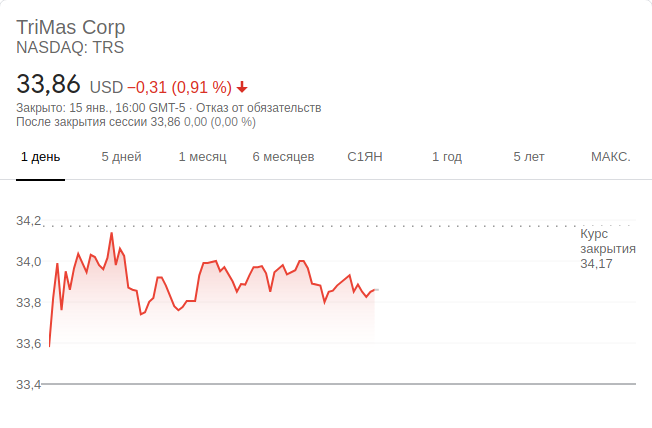 TriMas Corp
NASDAQ: TRS
33,86 USD −0,31 (0,91 %)
Закрыто: 15 янв., 16:00 GMT-5 · Отказ от обязательств
После закрытия сессии 33,86 0,00 (0,00 %)
1 день 5 дней 1 месяц 6 месяцев С1ЯН 1 год 5 лет МАКС.
34,2
Курс
закрытия
34,17
34,0
33,8
33,6
33,4